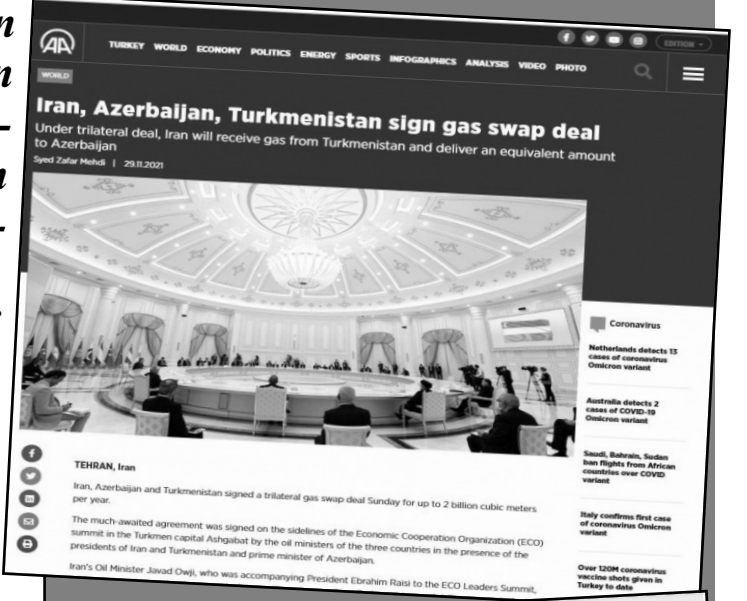 n
n
–
n
-
AA
TURKEY WORLD ECONOMY POLITICS ENERGY SPORTS INFOGRAPHICS ANALYSIS VIDEO PHOTO
EDITION
WORLD
Iran, Azerbaijan, Turkmenistan sign gas swap deal
Under trilateral deal, Iran will receive gas from Turkmenistan and deliver an equivalent amount
to Azerbaijan
Syed Zafar Mehdi | 29.11.2021
TEHRAN, Iran
Iran, Azerbaijan and Turkmenistan signed a trilateral gas swap deal Sunday for up to 2 billion cubic meters
per year.
The much-awaited agreement was signed on the sidelines of the Economic Cooperation Organization (ECO)
summit in the Turkmen capital Ashgabat by the oil ministers of the three countries in the presence of the
presidents of Iran and Turkmenistan and prime minister of Azerbaijan.
Iran's Oil Minister Javad Owji, who was accompanying President Ebrahim Raisi to the ECO Leaders Summit,
Coronavirus
Netherlands detects 13
cases of coronavirus
Omicron variant
Australia detects 2
cases of COVID-19
Omicron variant
Saudi, Bahrain, Sudan
ban flights from African
countries over COVID
variant
Italy confirms first case
of coronavirus Omicron
variant
Over 120M coronavirus
vaccine shots given in
Turkey to date